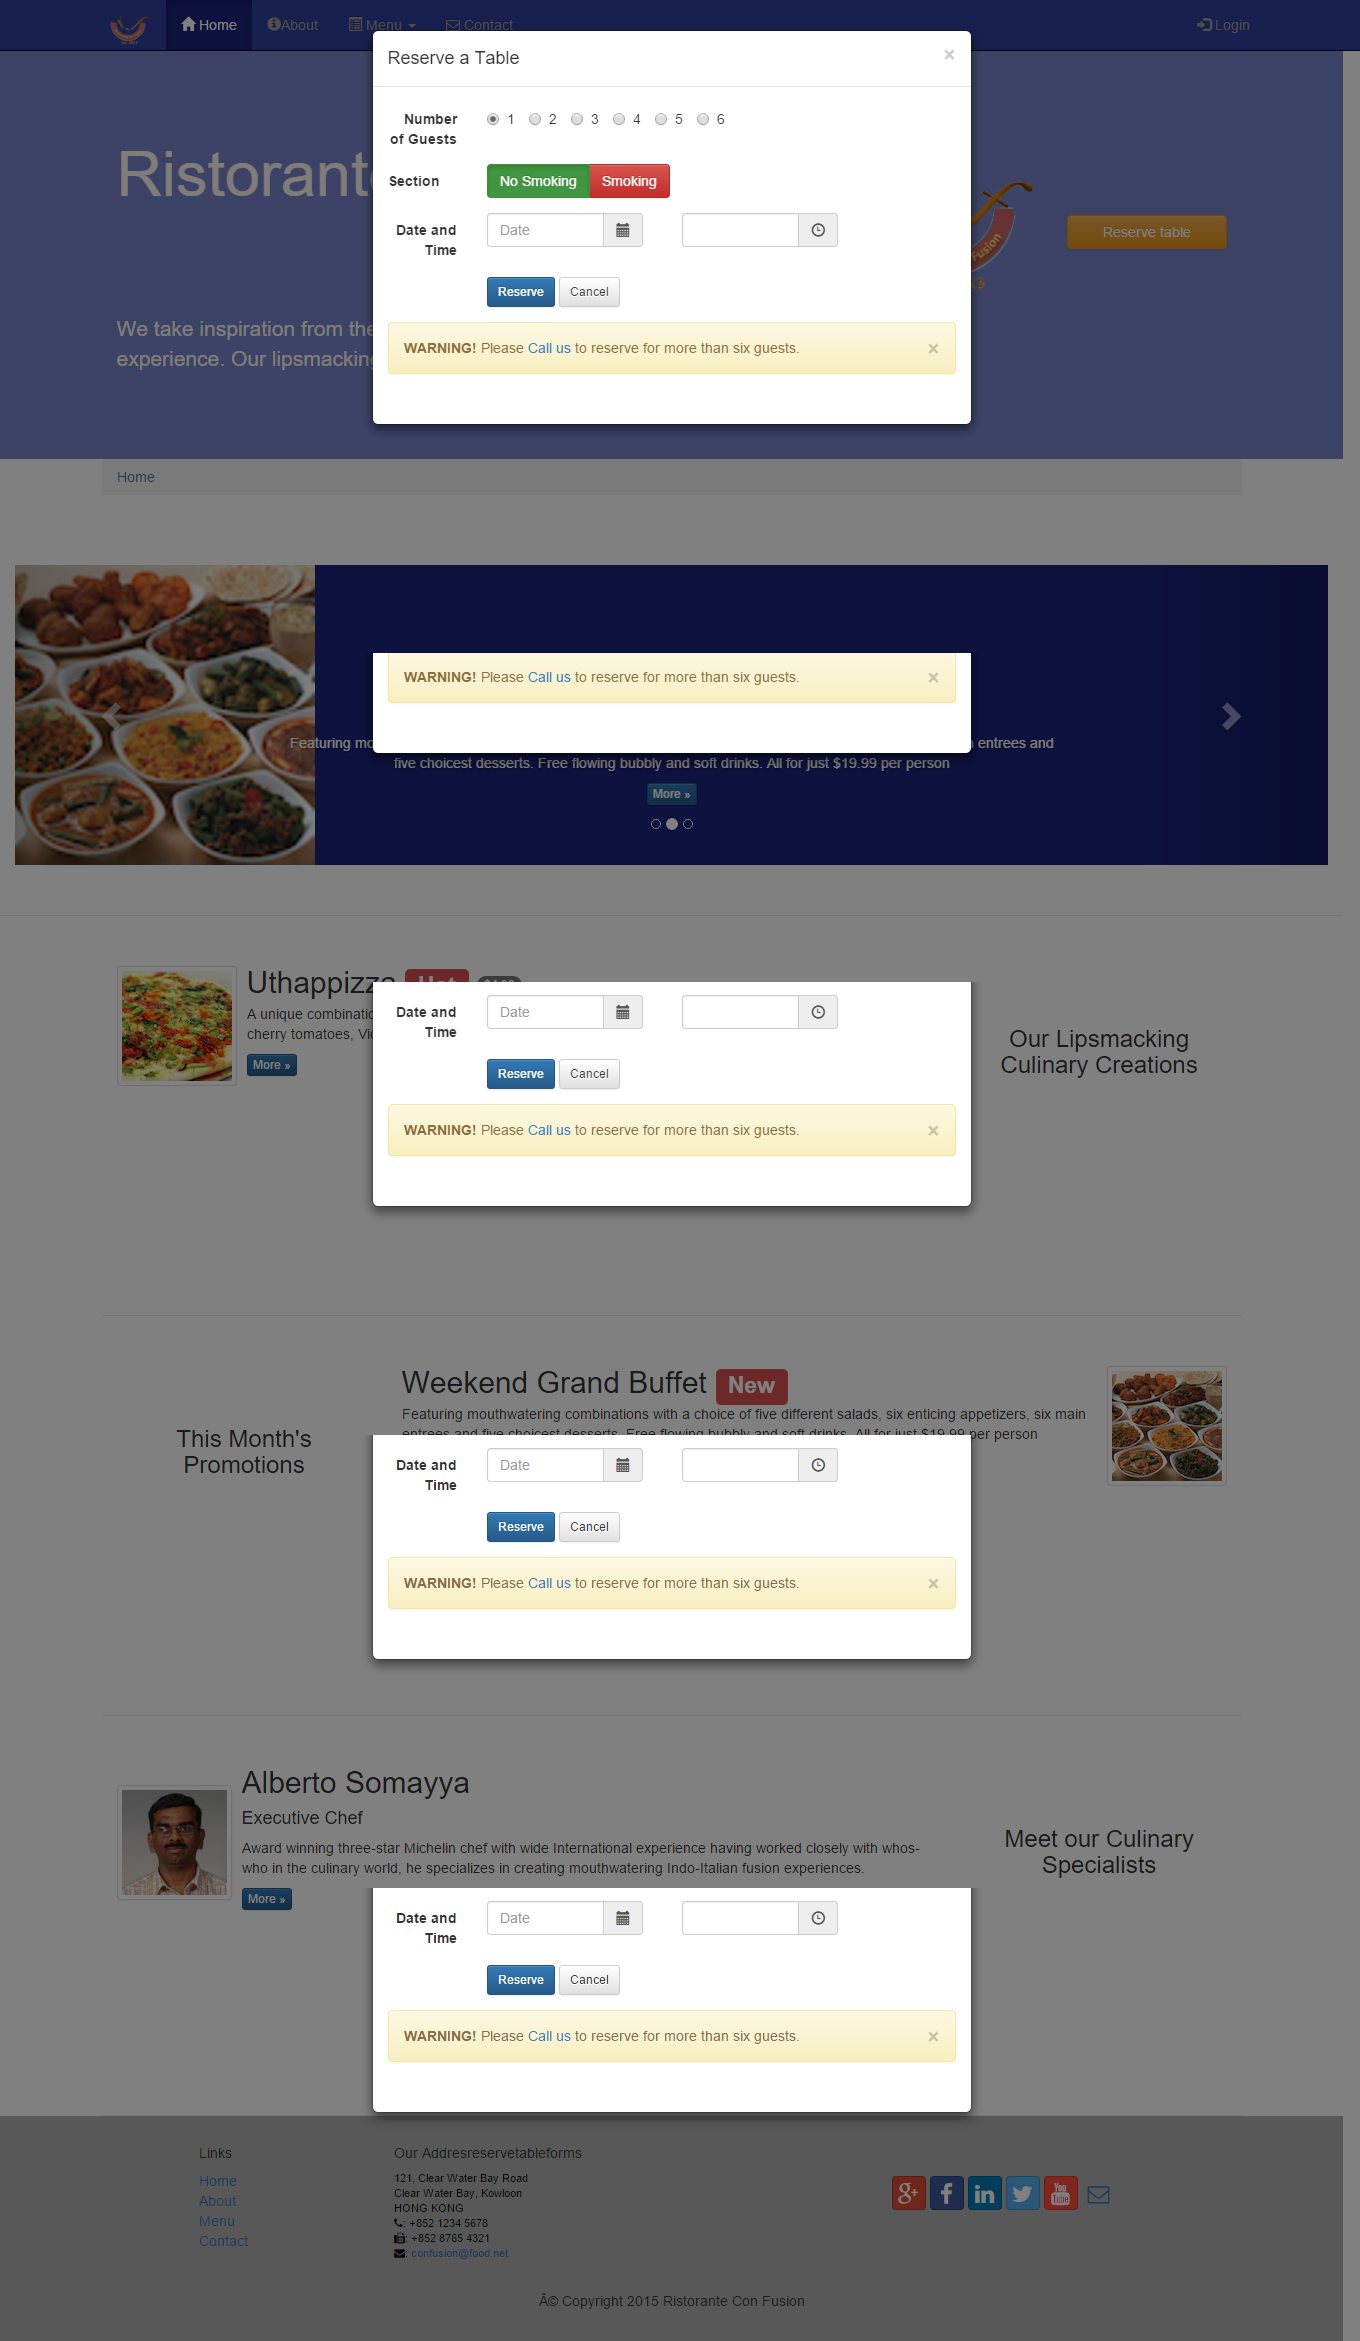 Home
About
Menu
Contact
Login
Reserve a Table
×
Number
of Guests
1
2
3
4
5
6
Section
No Smoking
Smoking
Date and
Time
Date
Reserve
Cancel
WARNING! Please Call us to reserve for more than six guests.
×
Ristorante
Fusion
Reserve table
We take inspiration from the
experience. Our lipsmacking
Home
WARNING! Please Call us to reserve for more than six guests.
×
Featuring
entrees and
five choicest desserts. Free flowing bubbly and soft drinks. All for just $19.99 per person
More »
Uthappizza
Hot
A unique
cherry tomatoes,
More »
Date and
Time
Date
Reserve
Cancel
WARNING! Please Call us to reserve for more than six guests.
×
Our Lipsmacking
Culinary Creations
This Month's
Promotions
Weekend Grand Buffet New
Featuring mouthwatering combinations with a choice of five different salads, six enticing appetizers, six main
entrees and five choicest desserts. Free flowing bubbly and soft drinks. All for just $19.99 per person
Date and
Time
Date
Reserve
Cancel
WARNING! Please Call us to reserve for more than six guests.
×
Alberto Somayya
Executive Chef
Award winning three-star Michelin chef with wide International experience having worked closely with whos-
who in the culinary world, he specializes in creating mouthwatering Indo-Italian fusion experiences.
More »
Meet our Culinary
Specialists
Date and
Time
Date
Reserve
Cancel
WARNING! Please Call us to reserve for more than six guests.
×
Links
Home
About
Menu
Contact
Our Addresreservetableforms
121, Clear Water Bay Road
Clear Water Bay, Kowloon
HONG KONG
: +852 1234 5678
: +852 8765 4321
: confusion@food.net
g+
f
in
You
Tube
Â© Copyright 2015 Ristorante Con Fusion